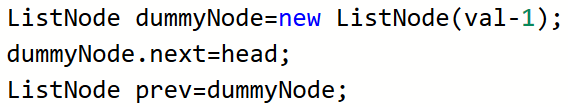 ListNode dummyNode=new ListNode(val-1);
dummyNode.next=head;
ListNode prev=dummyNode;